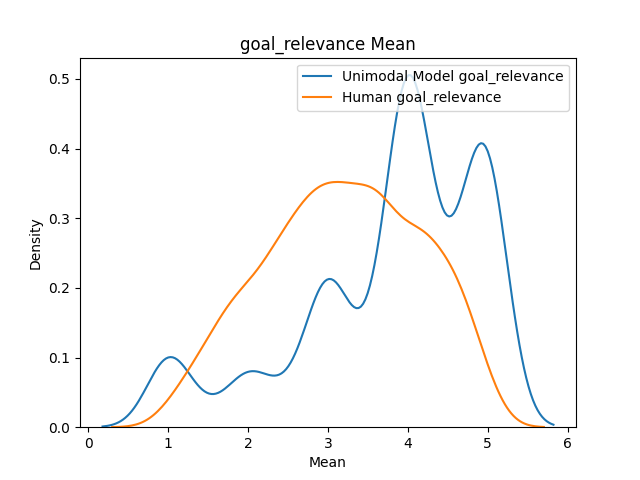 goal_relevance Mean
Unimodal Model goal_relevance
Human goal_relevance
Density
0.5
0.4
0.3
0.2
0.1
0.0
0 1 2 3 4 5 6
Mean